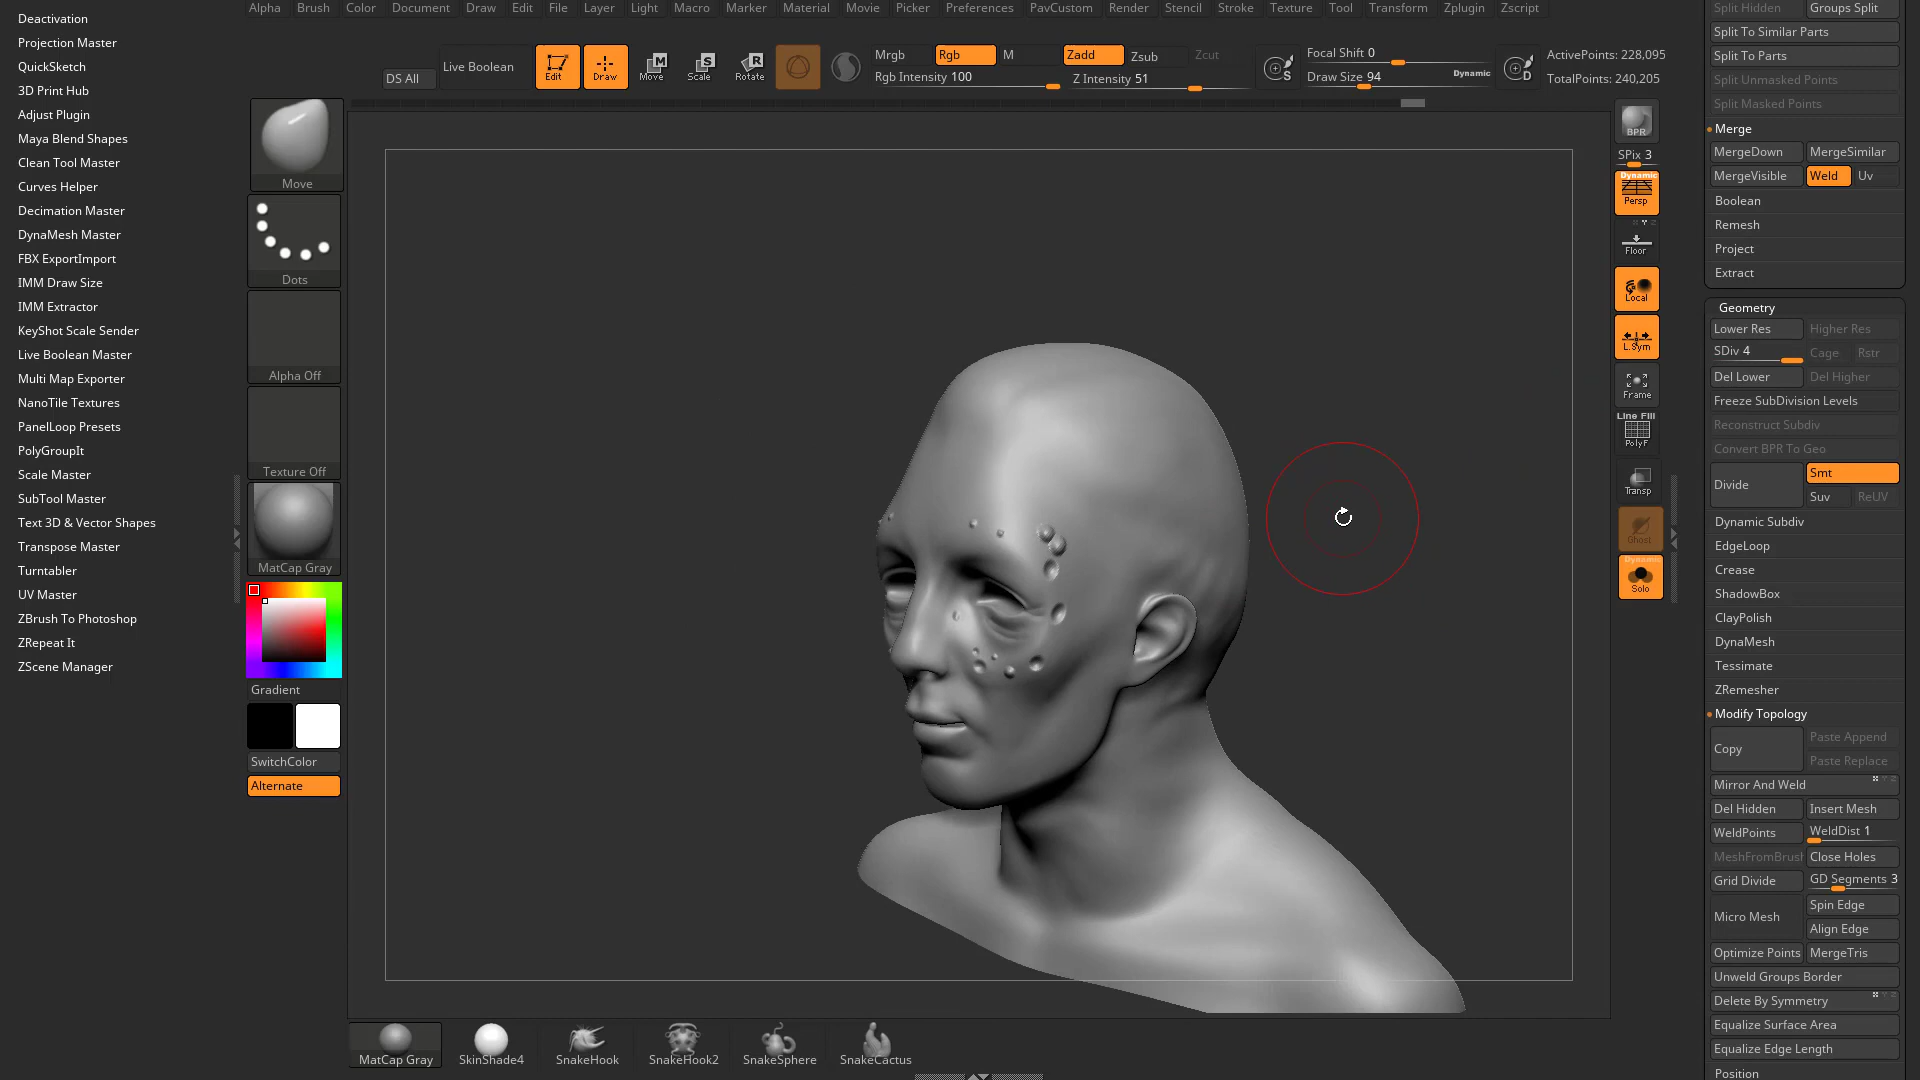 Alpha Brush Color Document Draw Edit File Layer Light Macro Marker Material Movie Picker Preferences PavCustom Render Stencil Stroke Texture Tool Transform Zplugin Zscript
Deactivation
Projection Master
QuickSketch
3D Print Hub
Adjust Plugin
Maya Blend Shapes
Clean Tool Master
Curves Helper
Decimation Master
DynaMesh Master
FBX ExportImport
IMM Draw Size
IMM Extractor
KeyShot Scale Sender
Live Boolean Master
Multi Map Exporter
NanoTile Textures
PanelLoop Presets
PolyGroupIt
Scale Master
SubTool Master
Text 3D & Vector Shapes
Transpose Master
Turntabler
UV Master
ZBrush To Photoshop
ZRepeat It
ZScene Manager
DS All
Live Boolean
Edit
Draw
Move
Scale
Rotate
Mrgb Rgb M Zadd Zsub Zcut
Rgb Intensity 100 Z Intensity 51
Focal Shift 0
Draw Size 94 Dynamic
ActivePoints: 228,095
TotalPoints: 240,205
Move
Dots
Alpha Off
Texture Off
MatCap Gray
Gradient
SwitchColor
Alternate
BPR
SPix 3
Dynamic
Persp
Floor
Local
L.Sym
Frame
Line Fill
PolyF
Transp
Ghost
Dynamic
Solo
Split Hidden Groups Split
Split To Similar Parts
Split To Parts
Split Unmasked Points
Split Masked Points
Merge
MergeDown MergeSimilar
MergeVisible Weld Uv
Boolean
Remesh
Project
Extract
Geometry
Lower Res Higher Res
SDiv 4 Cage Rstr
Del Lower Del Higher
Freeze SubDivision Levels
Reconstruct Subdiv
Convert BPR To Geo
Divide Smt
Suv ReUV
Dynamic Subdiv
EdgeLoop
Crease
ShadowBox
ClayPolish
DynaMesh
Tessimate
ZRemesher
Modify Topology
Copy Paste Append
Paste Replace
Mirror And Weld
Del Hidden Insert Mesh
WeldPoints WeldDist 1
MeshFromBrush Close Holes
Grid Divide GD Segments 3
Micro Mesh Spin Edge
Align Edge
Optimize Points MergeTris
Unweld Groups Border
Delete By Symmetry
Equalize Surface Area
Equalize Edge Length
Position
MatCap Gray SkinShade4 SnakeHook SnakeHook2 SnakeSphere SnakeCactus